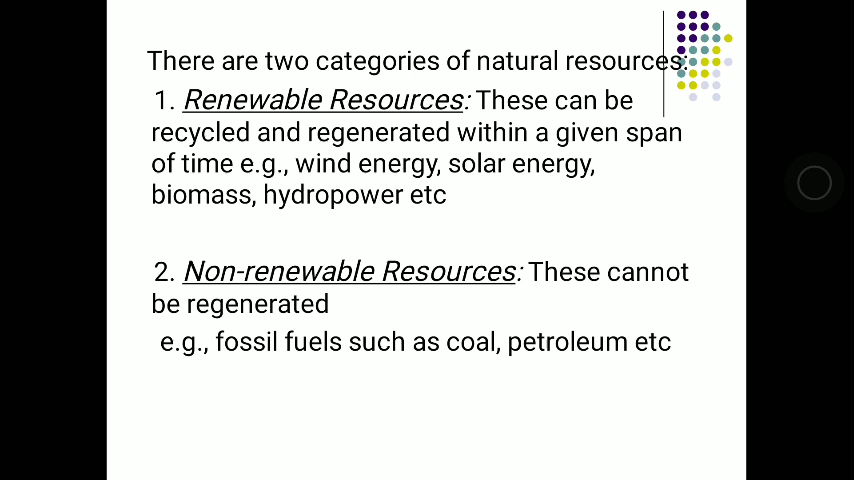 There are two categories of natural resources:
1. Renewable Resources: These can be
recycled and regenerated within a given span
of time e.g., wind energy, solar energy,
biomass, hydropower etc
2. Non-renewable Resources: These cannot
be regenerated
e.g., fossil fuels such as coal, petroleum etc